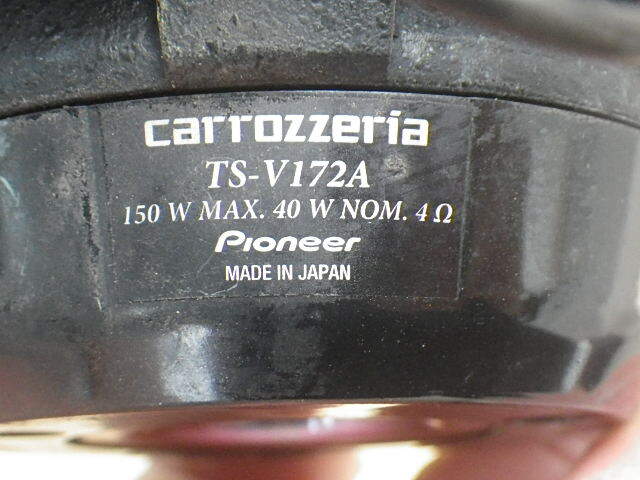 carrozzeria
TS-V172A
150 W MAX. 40 W NOM. 4 Ω
Pioneer
MADE IN JAPAN